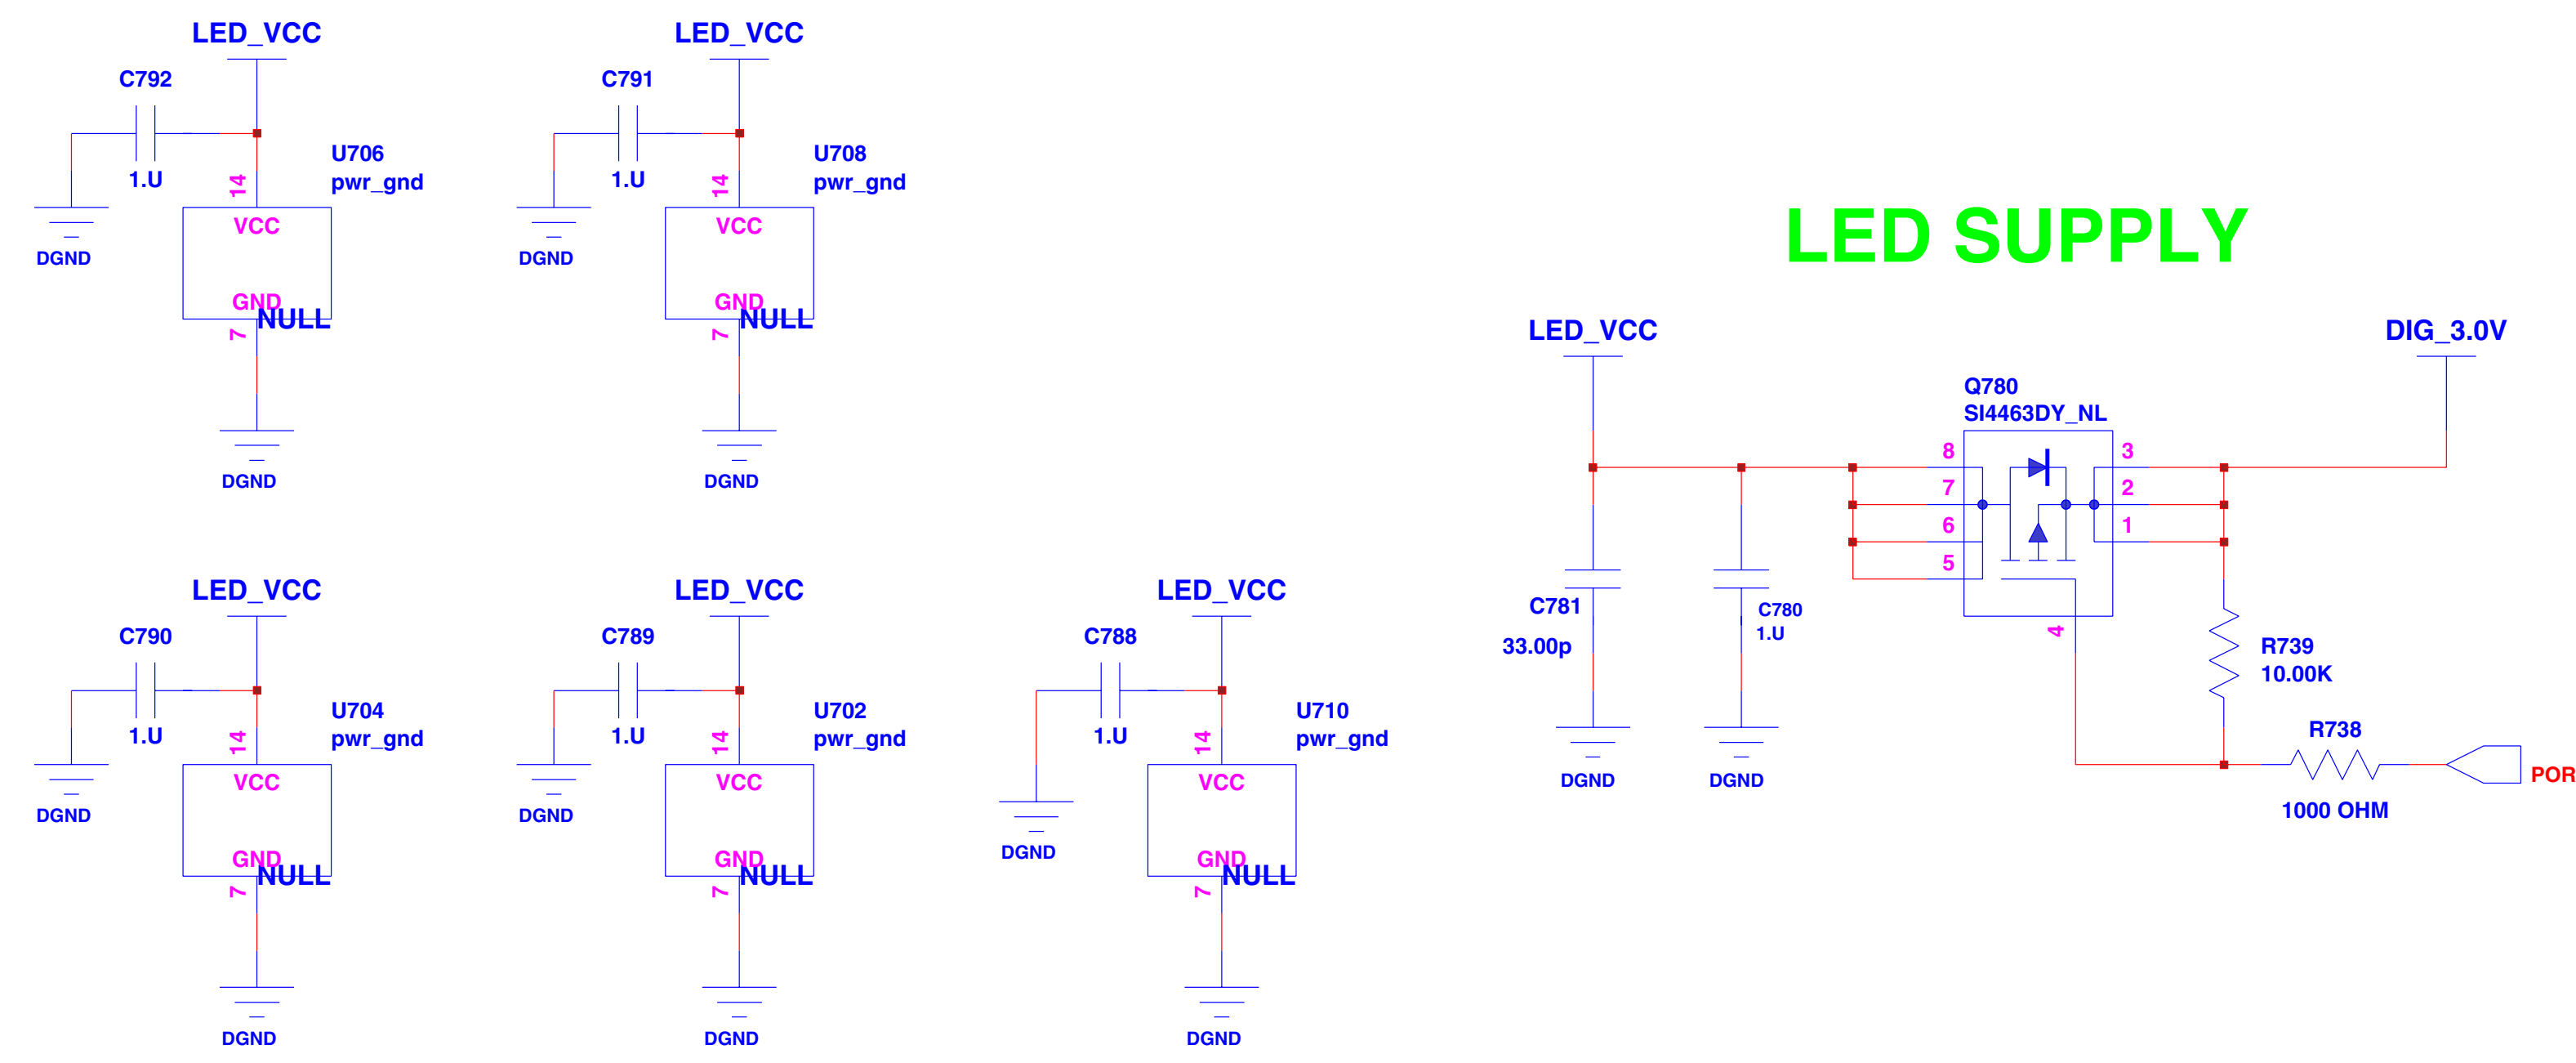 LED_VCC
C792
1.U
U706
pwr_gnd
14
VCC
GND
NULL
7
DGND
DGND
LED_VCC
C791
1.U
U708
pwr_gnd
14
VCC
GND
NULL
7
DGND
DGND
LED_VCC
C790
1.U
U704
pwr_gnd
14
VCC
GND
NULL
7
DGND
DGND
LED_VCC
C789
1.U
U702
pwr_gnd
14
VCC
GND
NULL
7
DGND
DGND
LED_VCC
C788
1.U
U710
pwr_gnd
14
VCC
GND
NULL
7
DGND
DGND
LED SUPPLY
LED_VCC
DIG_3.0V
Q780
SI4463DY_NL
8
7
6
5
3
2
1
4
C781
33.00p
C780
1.U
DGND
DGND
R739
10.00K
R738
1000 OHM
POR